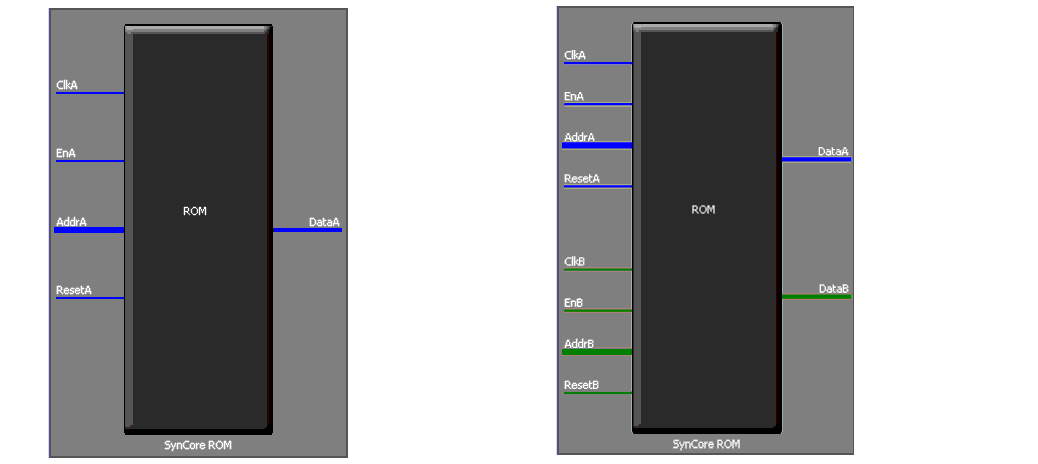 ClkA
EnA
AddrA
ResetA
ROM
DataA
SynCore ROM
ClkA
EnA
AddrA
ResetA
ClkB
EnB
AddrB
ResetB
ROM
DataA
DataB
SynCore ROM